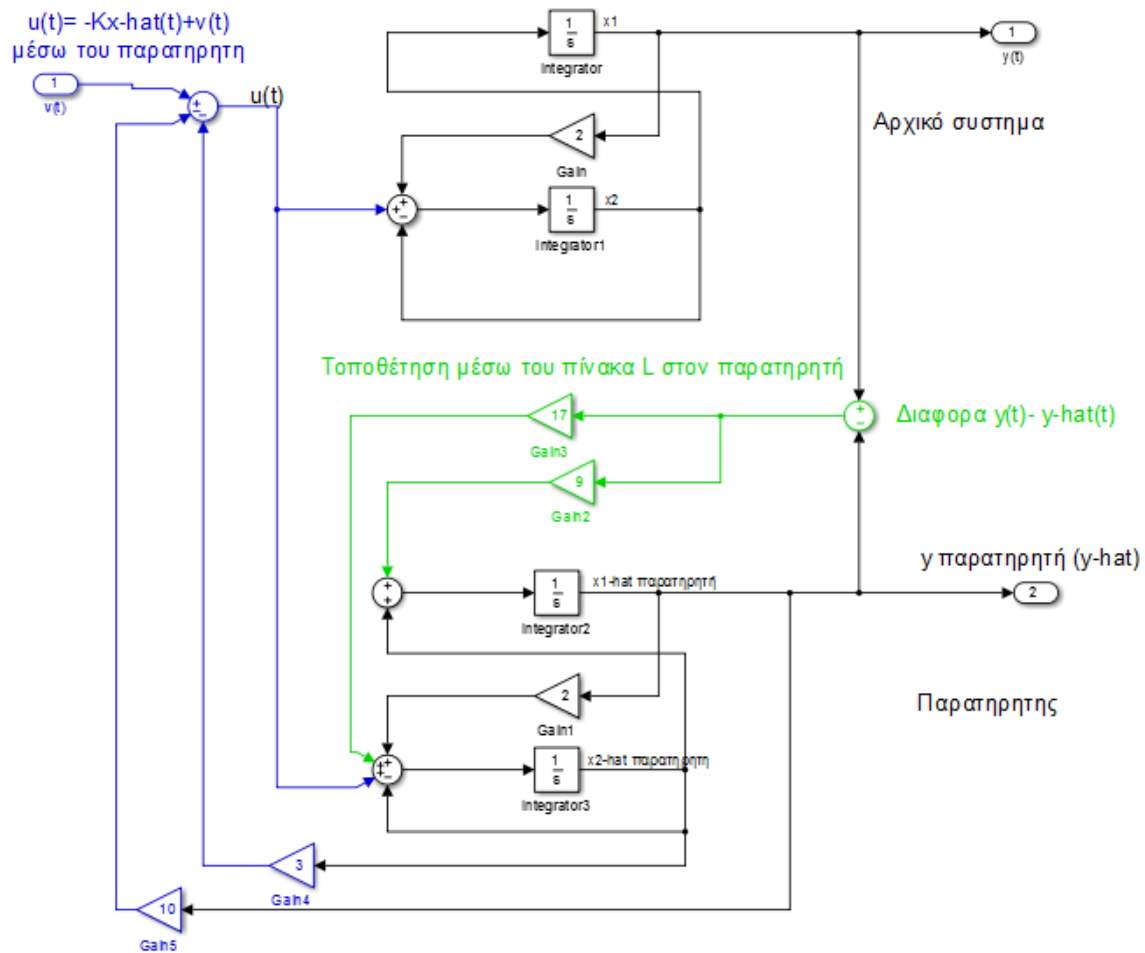 u(t)= -Kx-hat(t)+v(t)
μέσω του παρατηρητη
1
v(t)
u(t)
1
s
x1
Integrator
1
y(t)
Αρχικό συστημα
2
Gain
1
s
x2
Integrator1
Τοποθέτηση μέσω του πίνακα L στον παρατηρητή
17
Gain3
Διαφορα y(t)- y-hat(t)
9
Gain2
y παρατηρητή (y-hat)
1
s
x1-hat παρατηρητή
Integrator2
2
2
Gain1
Παρατηρητης
1
s
x2-hat παρατηρητη
Integrator3
3
Gain4
10
Gain5